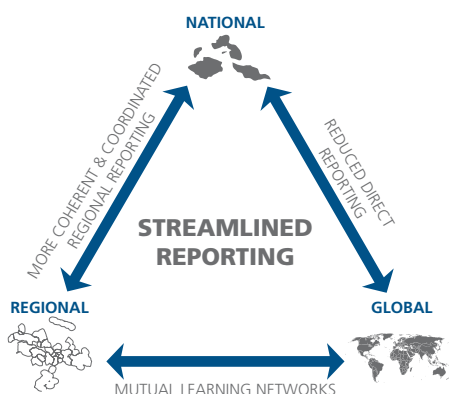 NATIONAL
MORE COHERENT & COORDINATED
REGIONAL REPORTING
REDUCED DIRECT
REPORTING
STREAMLINED
REPORTING
REGIONAL
GLOBAL
MUTUAL LEARNING NETWORKS